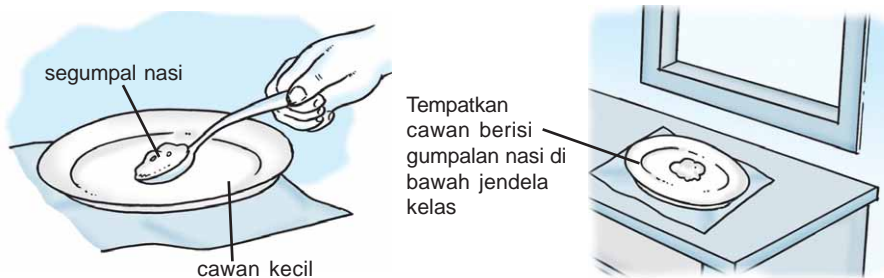 segumpal nasi
cawan kecil
Tempatkan
cawan berisi
gumpalan nasi di
bawah jendela
kelas